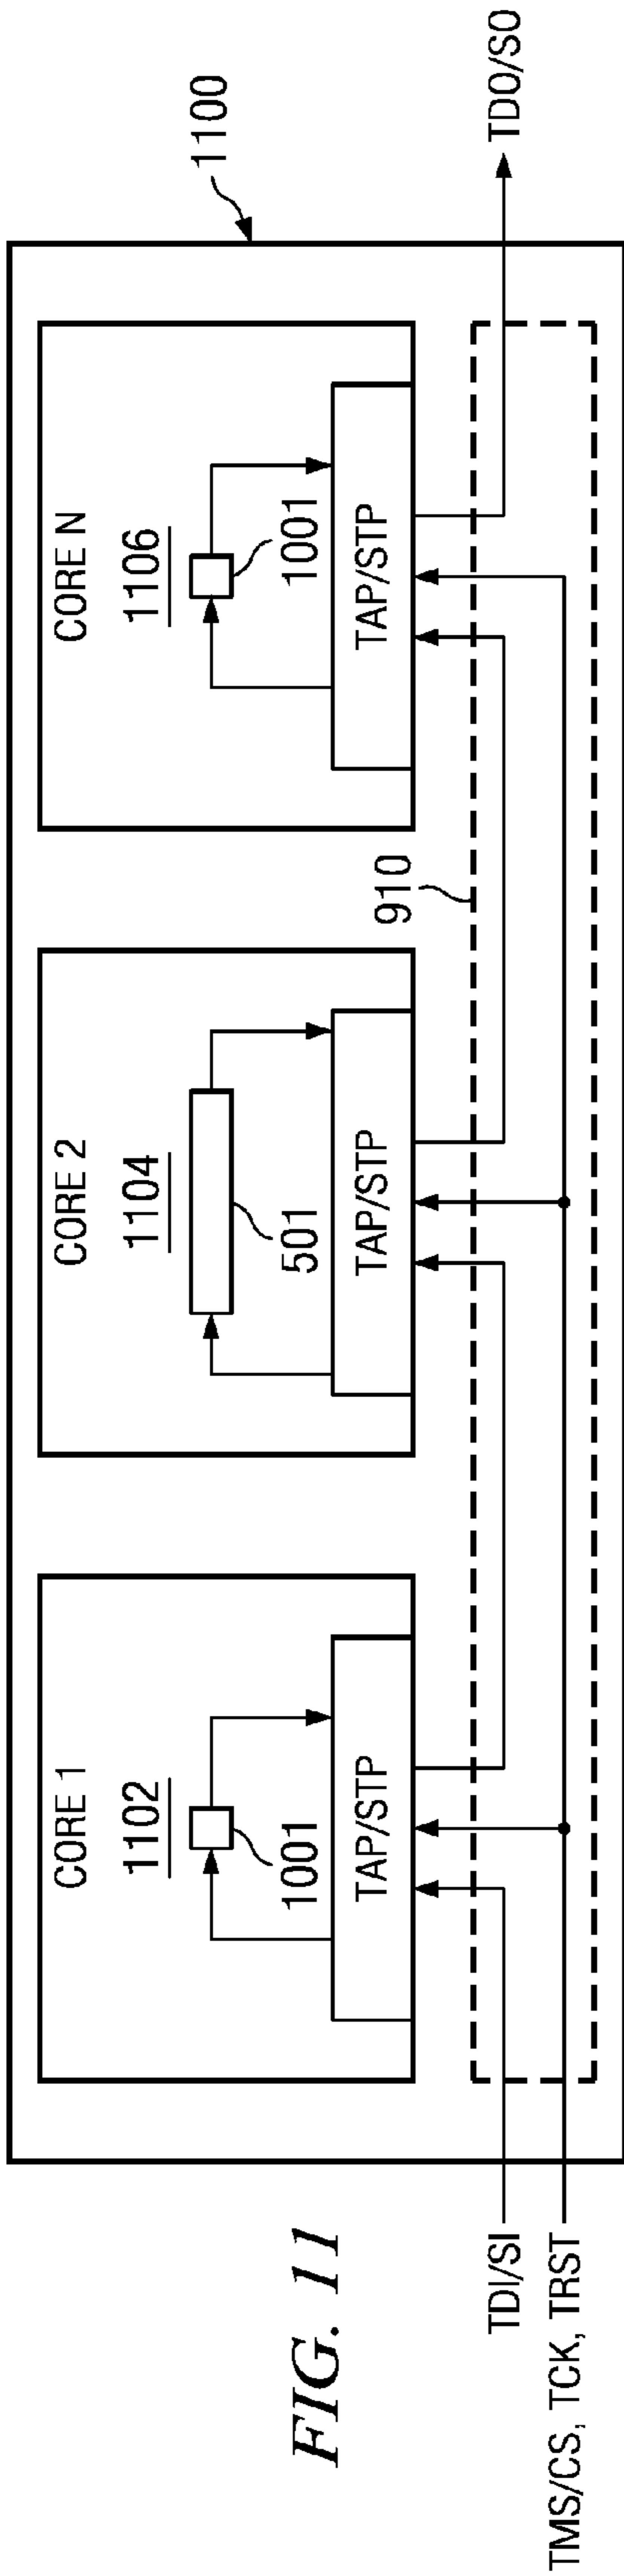 FIG. 11
1100
CORE 1
1102
1001
TAP/STP
CORE 2
1104
501
TAP/STP
CORE N
1106
1001
TAP/STP
910
TDI/SI
TMS/CS, TCK, TRST
TDO/SO